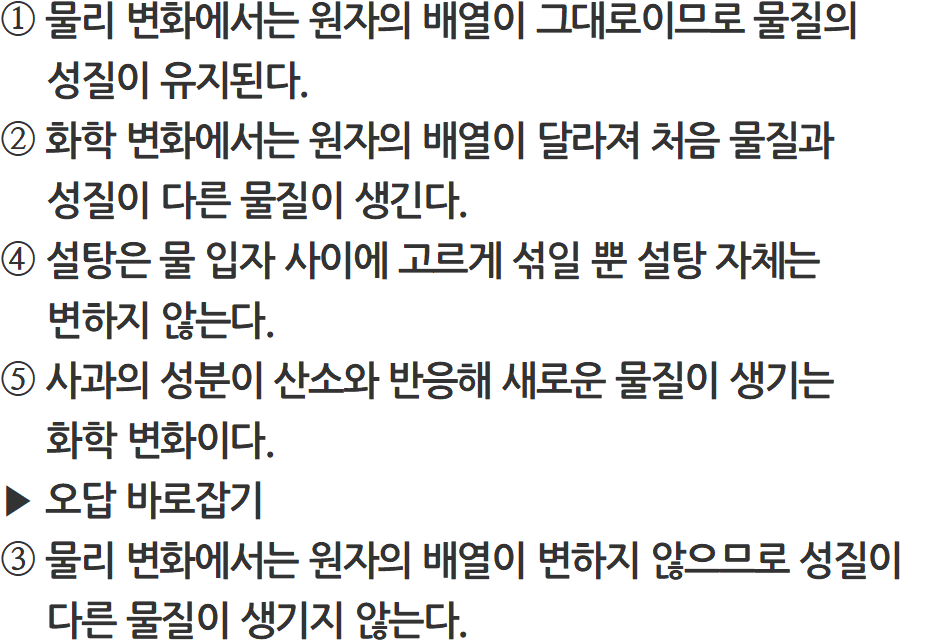 ① 물리 변화에서는 원자의 배열이 그대로이므로 물질의
성질이 유지된다.
② 화학 변화에서는 원자의 배열이 달라져 처음 물질과
성질이 다른 물질이 생긴다.
④ 설탕은 물 입자 사이에 고르게 섞일 뿐 설탕 자체는
변하지 않는다.
⑤ 사과의 성분이 산소와 반응해 새로운 물질이 생기는
화학 변화이다.
▶ 오답 바로잡기
③ 물리 변화에서는 원자의 배열이 변하지 않으므로 성질이
다른 물질이 생기지 않는다.